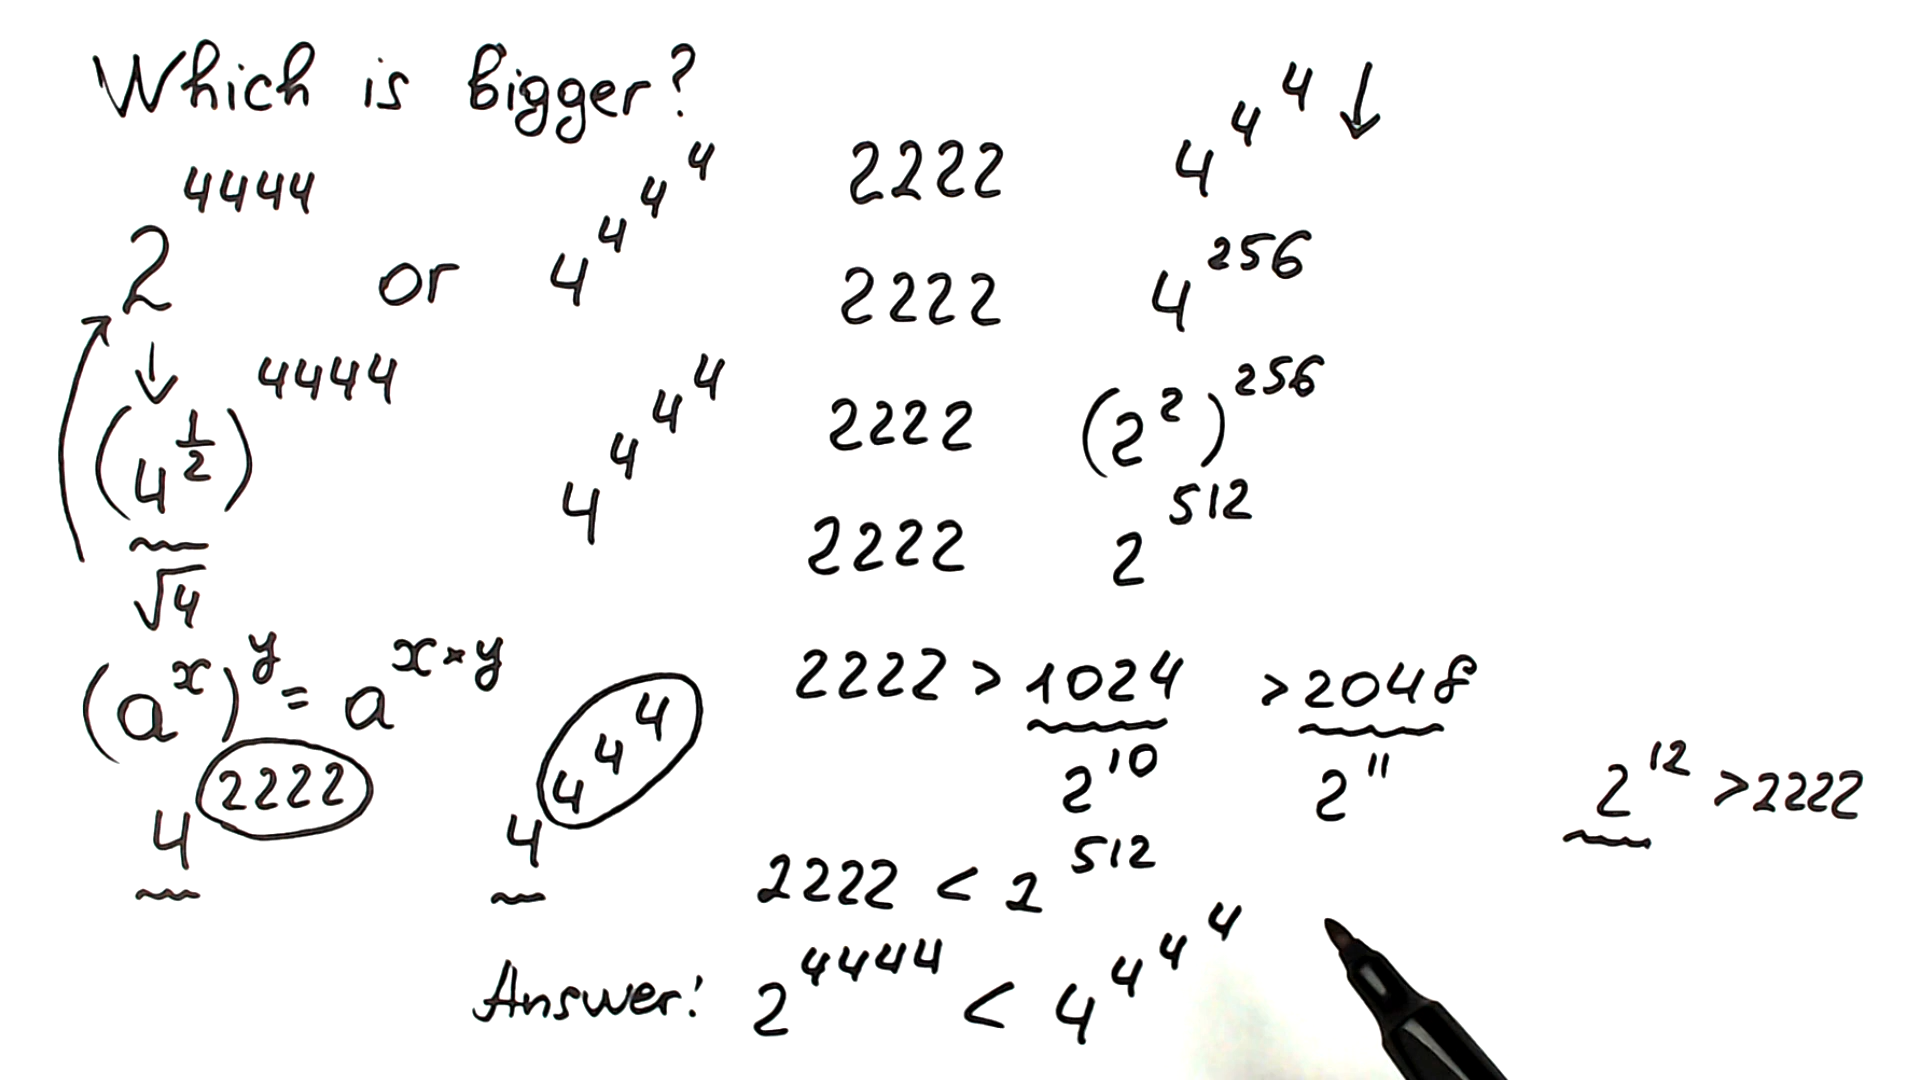 Which is bigger?
2^4444 or 4^4^4^4
(4^(1/2))^4444 4^4^4^4
√4
(a^x)^y = a^(x·y)
4^2222 4^4^4^4
2222 4^4^4 ↓
2222 4^256
2222 (2^2)^256
2222 2^512
2222 > 1024 > 2048
2^10 2^11 2^12 > 2222
2222 < 2^512
Answer: 2^4444 < 4^4^4^4